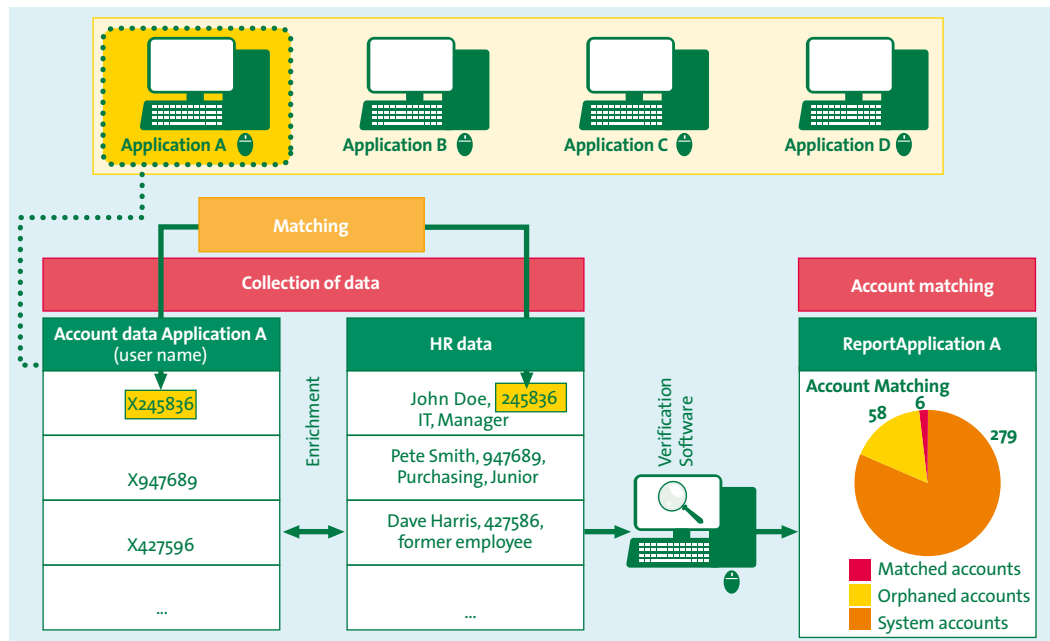 Application A
Application B
Application C
Application D
Matching
Collection of data
Account matching
Account data Application A
(user name)
HR data
ReportApplication A
X245836
John Doe, 245836
IT, Manager
X947689
Pete Smith, 947689,
Purchasing, Junior
X427596
Dave Harris, 427586,
former employee
...
...
Enrichment
Verification
Software
Account Matching
6
58
279
Matched accounts
Orphaned accounts
System accounts